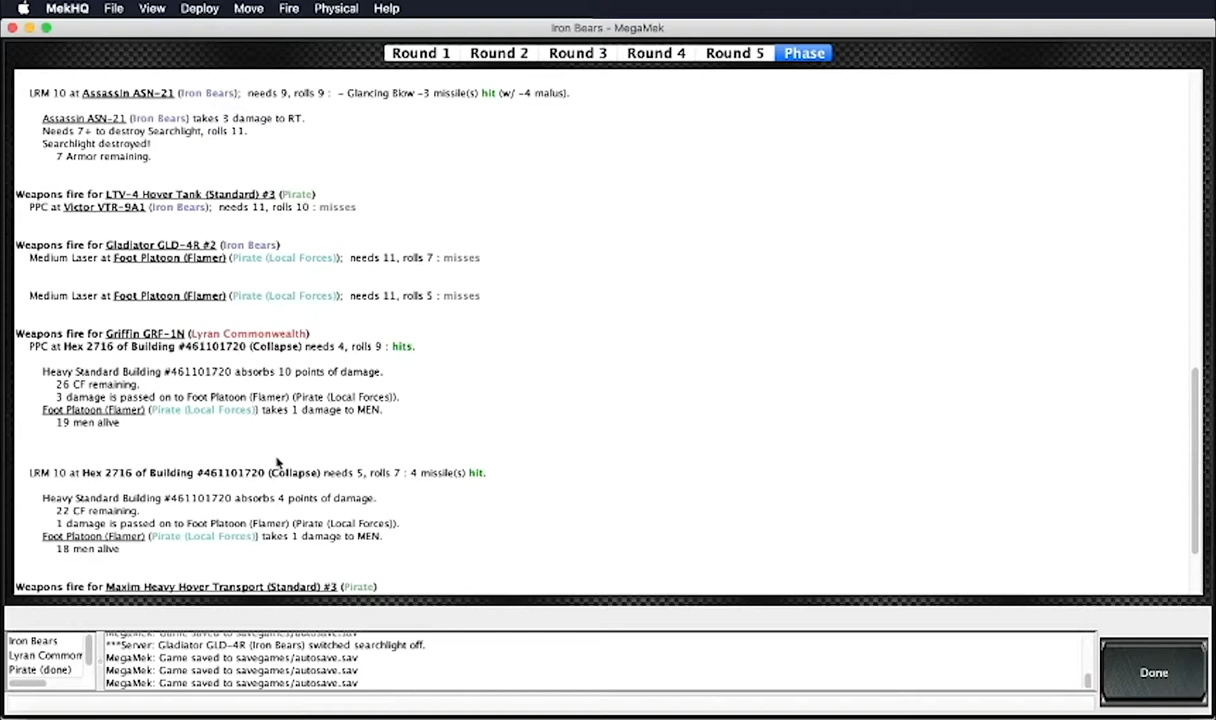 MekHQ File View Deploy Move Fire Physical Help
Iron Bears - MegaMek
Round 1 Round 2 Round 3 Round 4 Round 5 Phase
LRM 10 at Assassin ASN-21 (Iron Bears); needs 9, rolls 9 : - Glancing Blow -3 missile(s) hit (w/ -4 malus).
Assassin ASN-21 (Iron Bears) takes 3 damage to RT.
Needs 7+ to destroy Searchlight, rolls 11.
Searchlight destroyed!
7 Armor remaining.
Weapons fire for LTV-4 Hover Tank (Standard) #3 (Pirate)
PPC at Victor VTR-9A1 (Iron Bears); needs 11, rolls 10 : misses
Weapons fire for Gladiator GLD-4R #2 (Iron Bears)
Medium Laser at Foot Platoon (Flamer) (Pirate (Local Forces)); needs 11, rolls 7 : misses
Medium Laser at Foot Platoon (Flamer) (Pirate (Local Forces)); needs 11, rolls 5 : misses
Weapons fire for Griffin GRF-1N (Lyran Commonwealth)
PPC at Hex 2716 of Building #461101720 (Collapse) needs 4, rolls 9 : hits.
Heavy Standard Building #461101720 absorbs 10 points of damage.
26 CF remaining.
3 damage is passed on to Foot Platoon (Flamer) (Pirate (Local Forces)).
Foot Platoon (Flamer) (Pirate (Local Forces)) takes 1 damage to MEN.
19 men alive
LRM 10 at Hex 2716 of Building #461101720 (Collapse) needs 5, rolls 7 : 4 missile(s) hit.
Heavy Standard Building #461101720 absorbs 4 points of damage.
22 CF remaining.
1 damage is passed on to Foot Platoon (Flamer) (Pirate (Local Forces)).
Foot Platoon (Flamer) (Pirate (Local Forces)) takes 1 damage to MEN.
18 men alive
Weapons fire for Maxim Heavy Hover Transport (Standard) #3 (Pirate)
Iron Bears
Lyran Common
Pirate (done)
MegaMek: Game saved to savegames/autosave.sav
***Server: Gladiator GLD-4R (Iron Bears) switched searchlight off.
MegaMek: Game saved to savegames/autosave.sav
MegaMek: Game saved to savegames/autosave.sav
MegaMek: Game saved to savegames/autosave.sav
Done